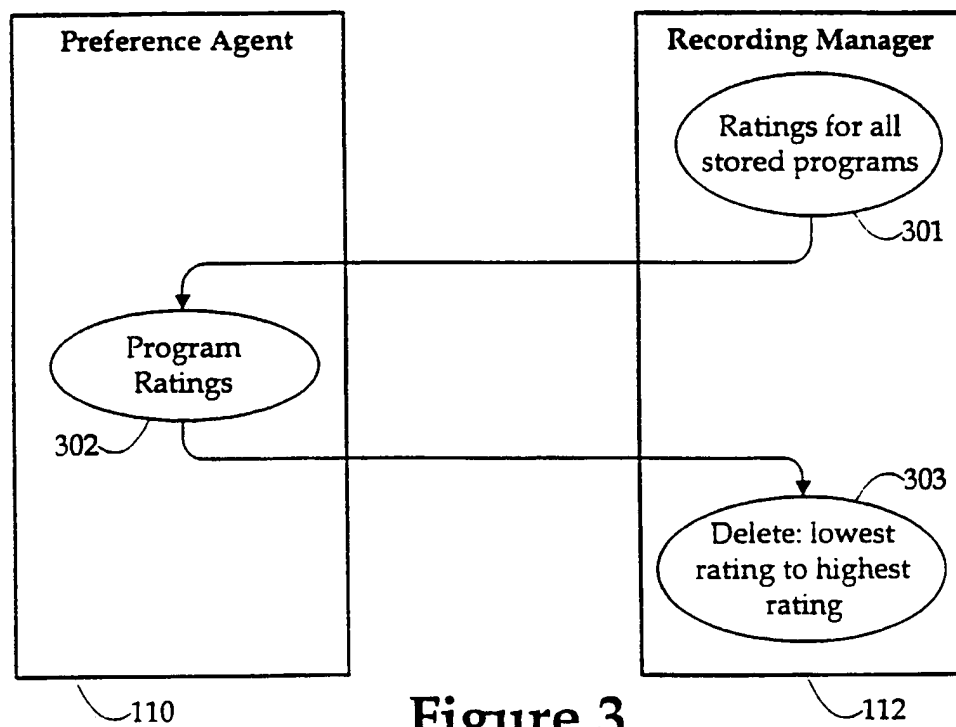 Preference Agent
Recording Manager
Ratings for all
stored programs
301
Program
Ratings
302
303
Delete: lowest
rating to highest
rating
110
112
Figure 3